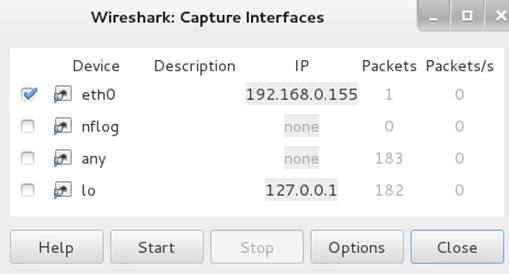 Wireshark: Capture Interfaces
Device Description IP Packets Packets/s
eth0 192.168.0.155 1 0
nflog none 0 0
any none 183 0
lo 127.0.0.1 182 0
Help Start Stop Options Close